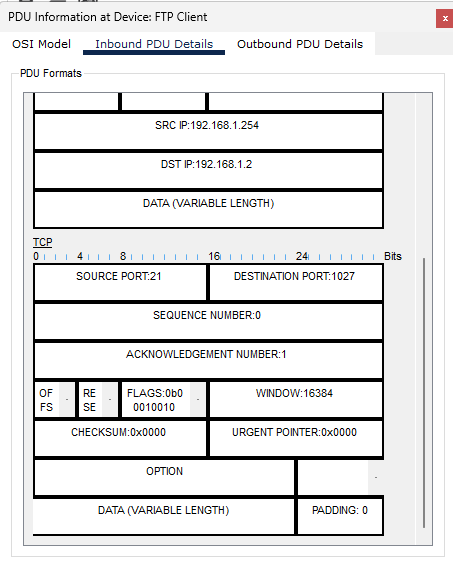 PDU Information at Device: FTP Client
x
OSI Model Inbound PDU Details Outbound PDU Details
PDU Formats
SRC IP:192.168.1.254
DST IP:192.168.1.2
DATA (VARIABLE LENGTH)
TCP
0 4 8 16 24 Bits
SOURCE PORT:21 DESTINATION PORT:1027
SEQUENCE NUMBER:0
ACKNOWLEDGEMENT NUMBER:1
OF RE FLAGS:0b0 WINDOW:16384
FS SE 0010010
CHECKSUM:0x0000 URGENT POINTER:0x0000
OPTION
DATA (VARIABLE LENGTH) PADDING: 0